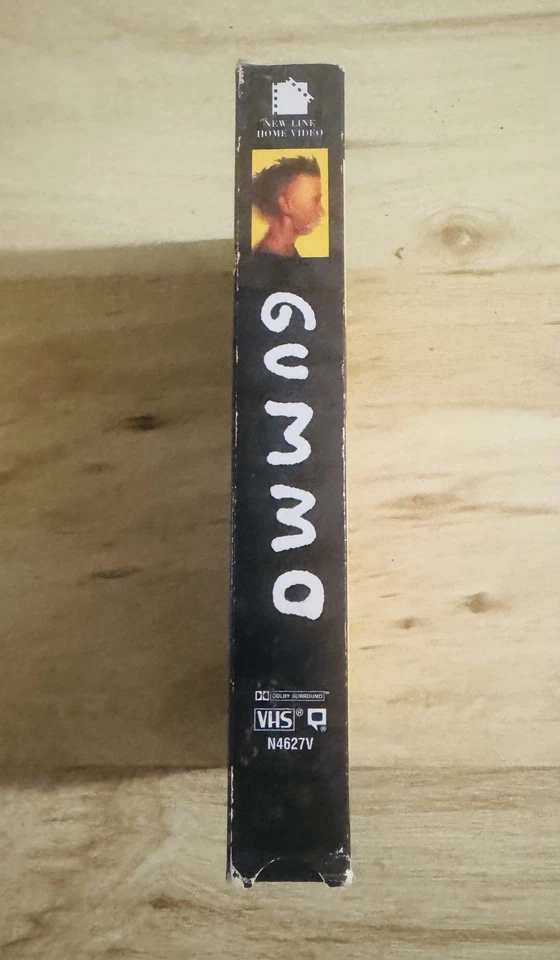 NEW LINE
HOME VIDEO
GUMMO
DOLBY SURROUND
VHS®
®
N4627V